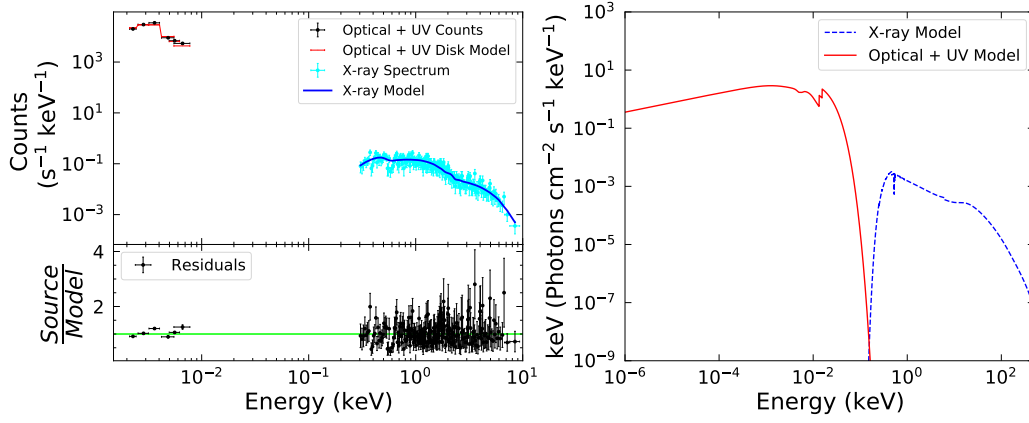 Counts
(s⁻¹ keV⁻¹)
10⁴
10¹
10⁻¹
10⁻³
Optical + UV Counts
Optical + UV Disk Model
X-ray Spectrum
X-ray Model
Source
Model
4
2
Residuals
10⁻²
10⁻¹
10⁰
10¹
Energy (keV)
keV (Photons cm⁻² s⁻¹ keV⁻¹)
10³
10¹
10⁻¹
10⁻³
10⁻⁵
10⁻⁷
10⁻⁹
X-ray Model
Optical + UV Model
10⁻⁶
10⁻⁴
10⁻²
10⁰
10²
Energy (keV)